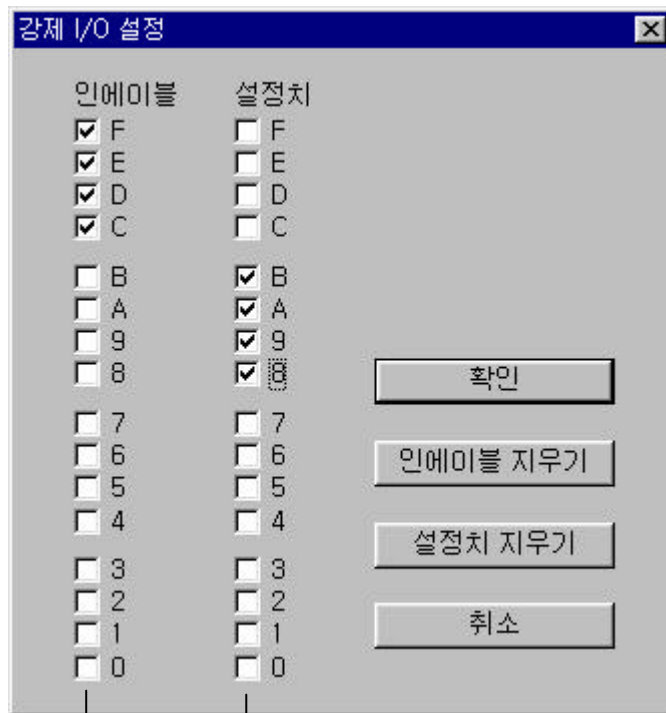 강제 I/O 설정
인에이블 설정치
F F
E E
D D
C C
B B
A A
9 9
8 8
확인
7 7
6 6
인에이블 지우기
5 5
4 4
설정치 지우기
3 3
2 2
취소
1 1
0 0